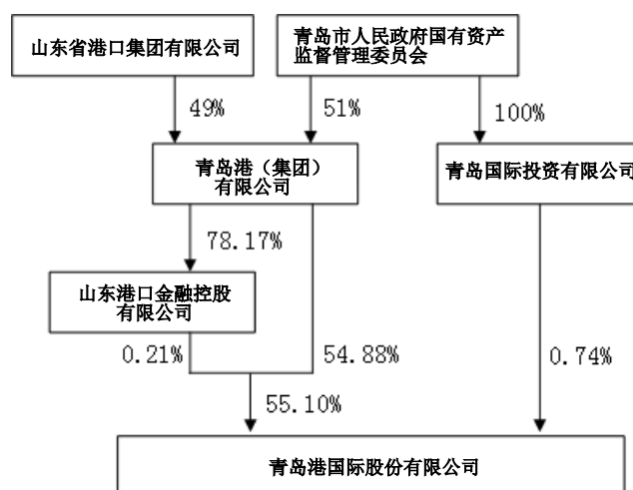 山东省港口集团有限公司
青岛市人民政府国有资产
监督管理委员会
49%
51%
100%
青岛港（集团）
有限公司
青岛国际投资有限公司
78.17%
山东港口金融控股
有限公司
0.21%
54.88%
0.74%
55.10%
青岛港国际股份有限公司